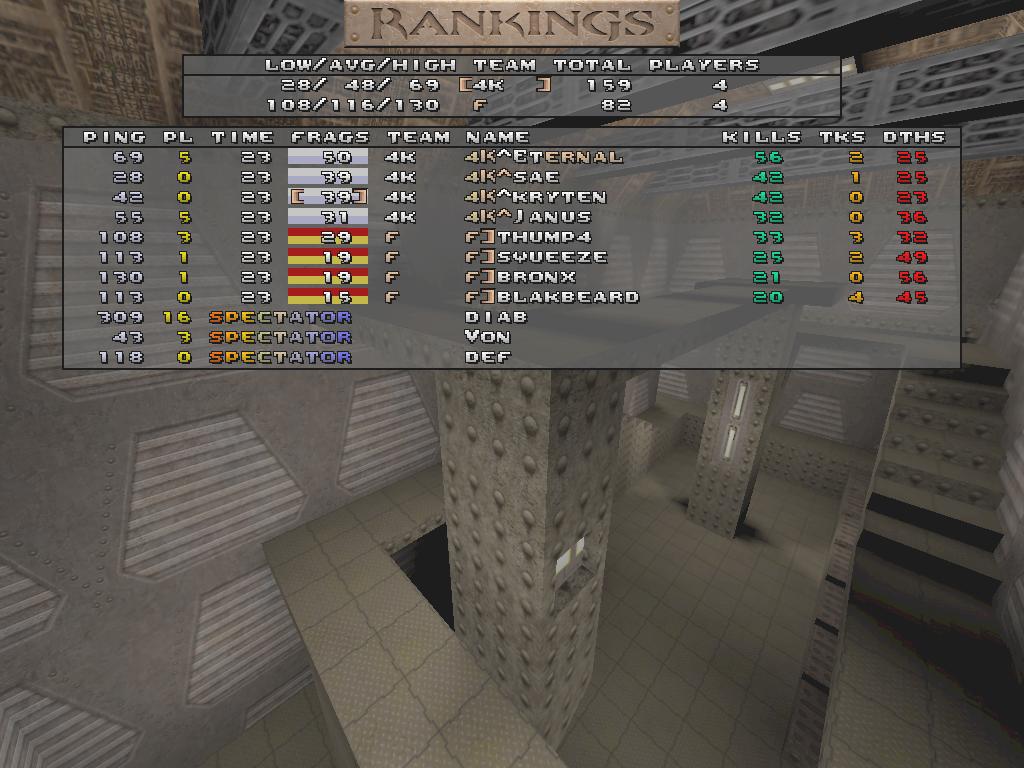 RANKINGS
LOW/AVG/HIGH TEAM TOTAL PLAYERS
28/ 48/ 69 [4K ] 159 4
108/116/130 F 82 4
PING PL TIME FRAGS TEAM NAME KILLS TKS DTHS
69 5 23 50 4K 4K^ETERNAL 56 2 25
28 0 23 39 4K 4K^SAE 42 1 25
42 0 23 [ 39] 4K 4K^KRYTEN 42 0 23
55 5 23 31 4K 4K^JANUS 32 0 36
108 3 23 29 F F]THUMP4 33 3 32
113 1 23 19 F F]SQUEEZE 25 2 49
130 1 23 19 F F]BRONX 21 0 56
113 0 23 15 F F]BLAKBEARD 20 4 45
309 16 SPECTATOR DIAB
43 3 SPECTATOR VON
118 0 SPECTATOR DEF